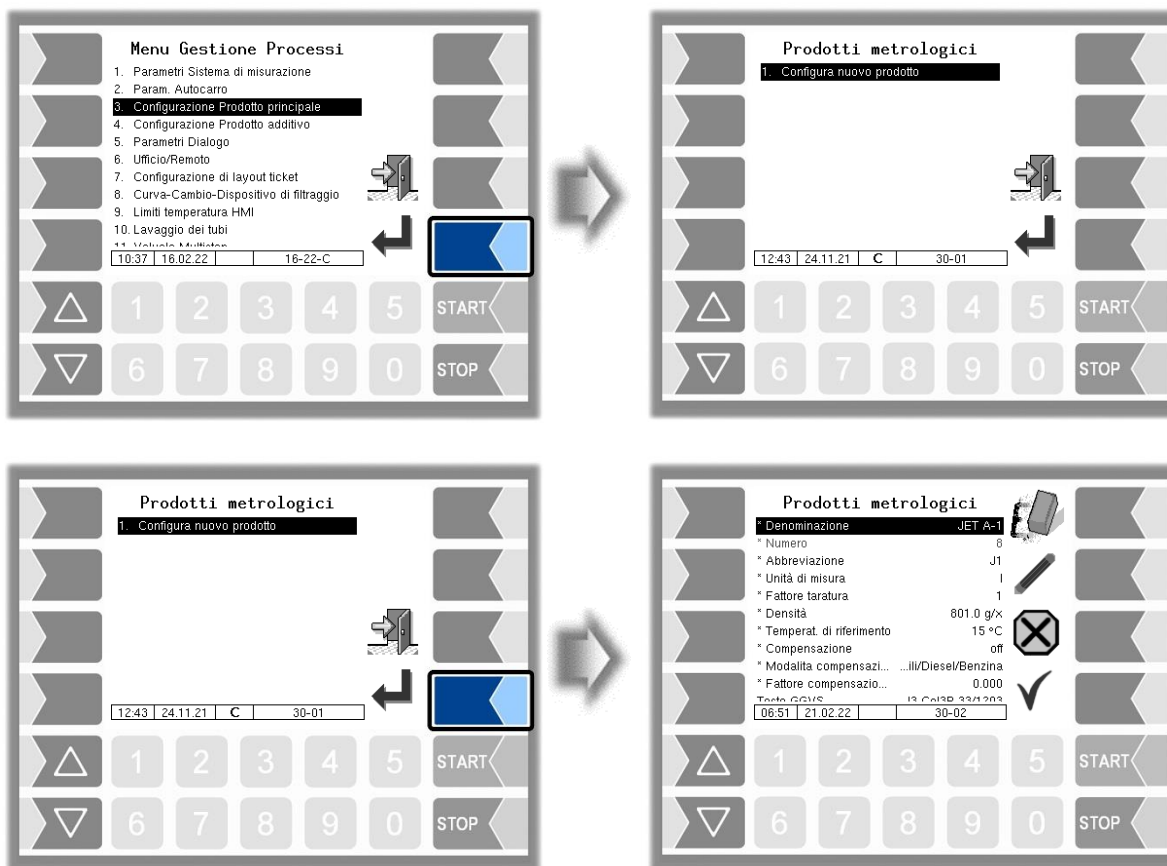 Menu Gestione Processi
1. Parametri Sistema di misurazione
2. Param. Autocarro
3. Configurazione Prodotto principale
4. Configurazione Prodotto additivo
5. Parametri Dialogo
6. Ufficio/Remoto
7. Configurazione di layout ticket
8. Curva-Cambio-Dispositivo di filtraggio
9. Limiti temperatura HMI
10. Lavaggio dei tubi
10:37 16.02.22 16-22-C
1 2 3 4 5 START
6 7 8 9 0 STOP
Prodotti metrologici
1. Configura nuovo prodotto
12:43 24.11.21 C 30-01
1 2 3 4 5 START
6 7 8 9 0 STOP
Prodotti metrologici
1. Configura nuovo prodotto
12:43 24.11.21 C 30-01
1 2 3 4 5 START
6 7 8 9 0 STOP
Prodotti metrologici
* Denominazione JET A-1
* Numero 8
* Abbreviazione J1
* Unità di misura l
* Fattore taratura 1
* Densità 801.0 g/x
* Temperat. di riferimento 15 °C
* Compensazione off
* Modalita compensazi... ...ili/Diesel/Benzina
* Fattore compensazio... 0.000
06:51 21.02.22 30-02
1 2 3 4 5 START
6 7 8 9 0 STOP